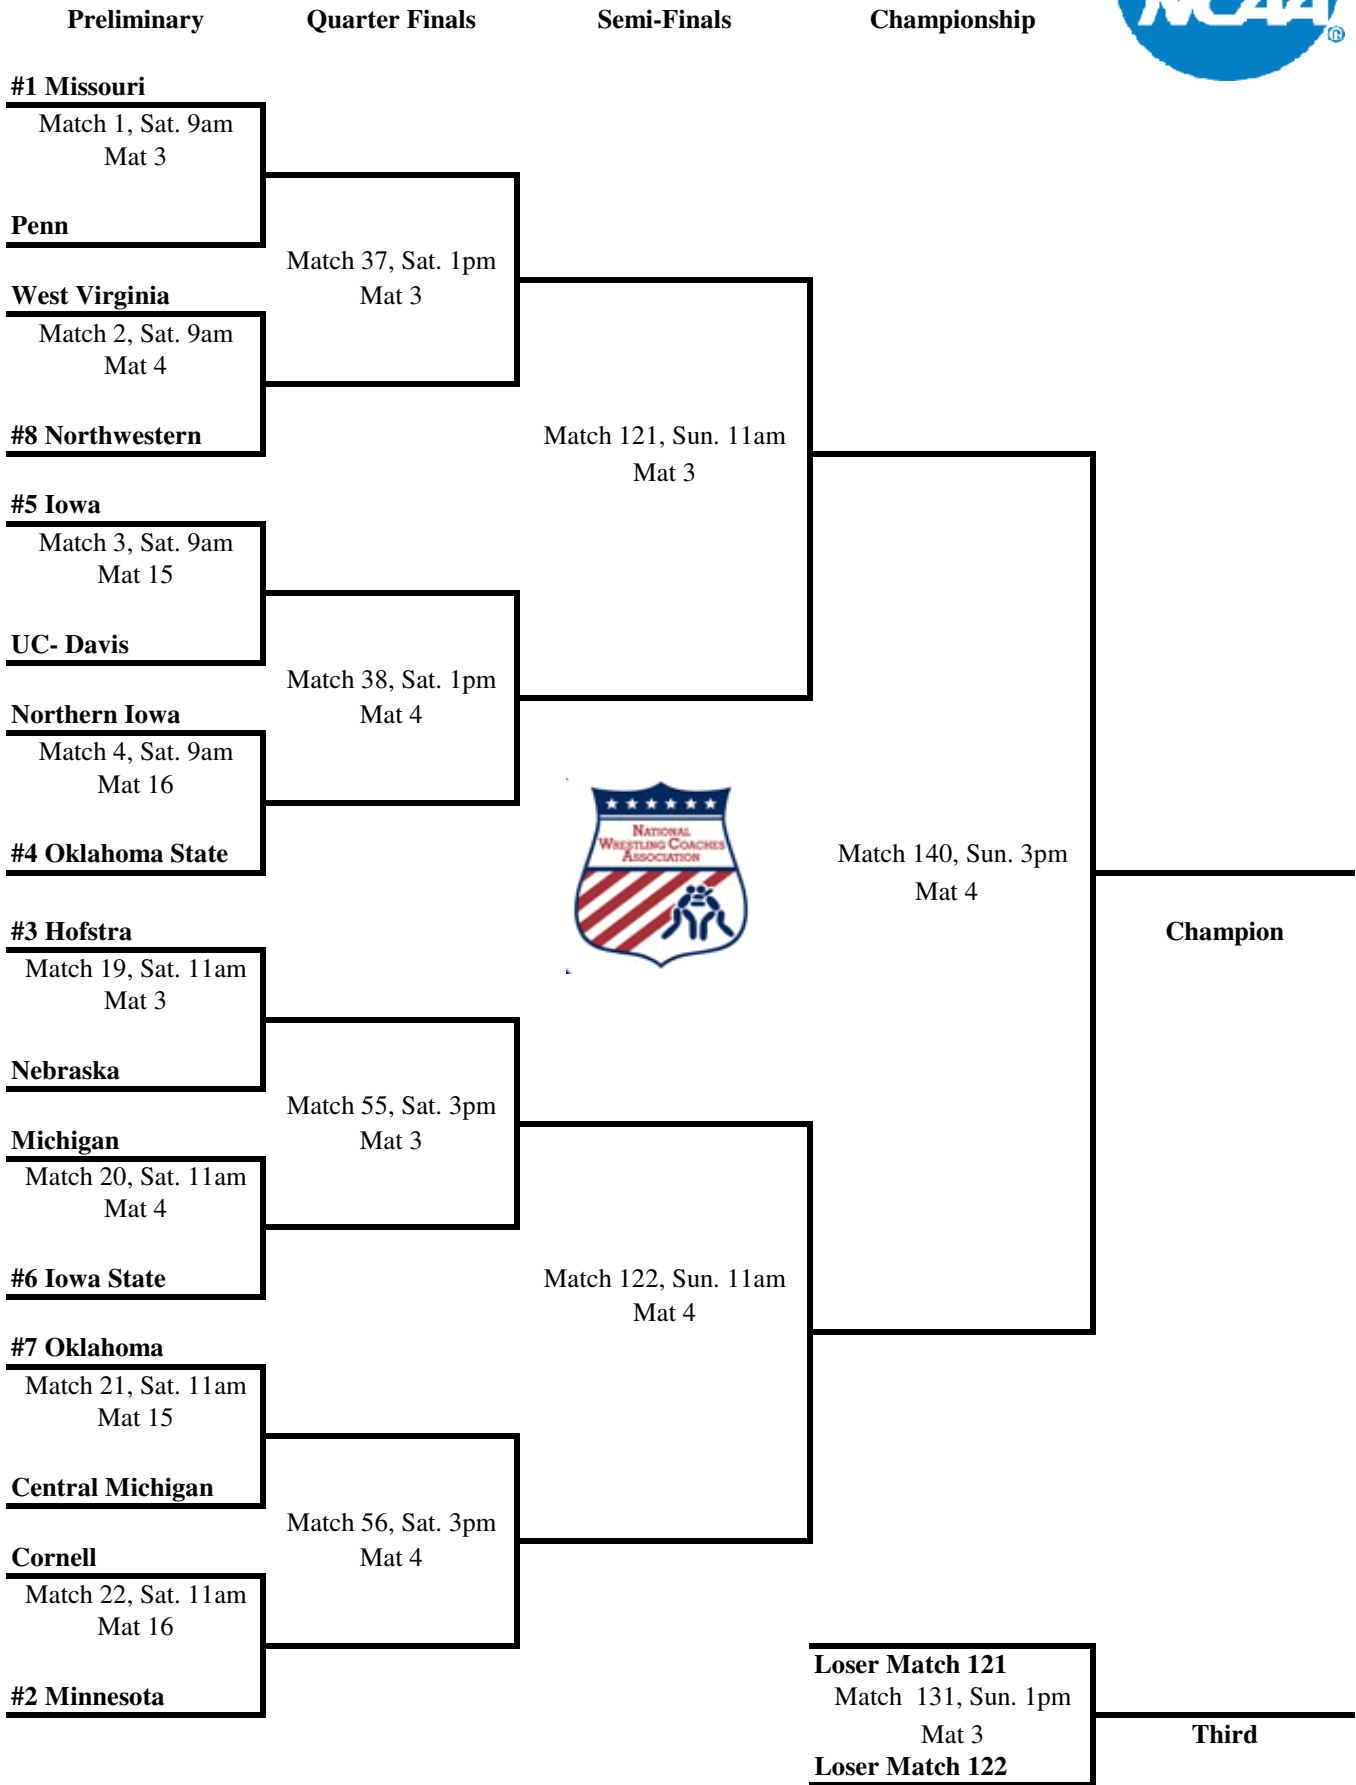 Preliminary Quarter Finals Semi-Finals Championship
NCAA
®
#1 Missouri
Match 1, Sat. 9am
Mat 3
Penn
Match 37, Sat. 1pm
Mat 3
West Virginia
Match 2, Sat. 9am
Mat 4
#8 Northwestern
Match 121, Sun. 11am
Mat 3
#5 Iowa
Match 3, Sat. 9am
Mat 15
UC- Davis
Match 38, Sat. 1pm
Mat 4
Northern Iowa
Match 4, Sat. 9am
Mat 16
#4 Oklahoma State
NATIONAL
WRESTLING COACHES
ASSOCIATION
Match 140, Sun. 3pm
Mat 4
Champion
#3 Hofstra
Match 19, Sat. 11am
Mat 3
Nebraska
Match 55, Sat. 3pm
Mat 3
Michigan
Match 20, Sat. 11am
Mat 4
#6 Iowa State
Match 122, Sun. 11am
Mat 4
#7 Oklahoma
Match 21, Sat. 11am
Mat 15
Central Michigan
Match 56, Sat. 3pm
Mat 4
Cornell
Match 22, Sat. 11am
Mat 16
#2 Minnesota
Loser Match 121
Match  131, Sun. 1pm
Mat 3
Loser Match 122
Third